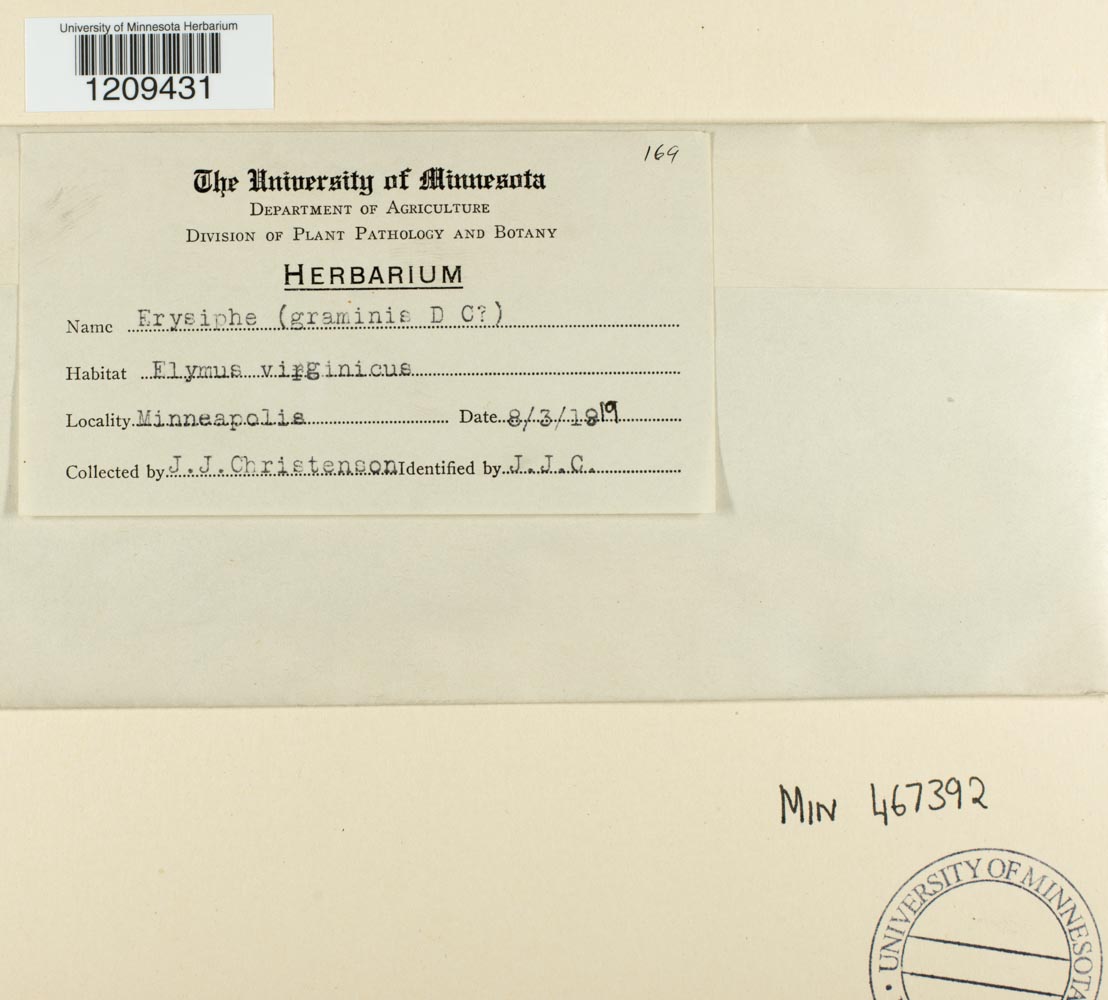 University of Minnesota Herbarium
1209431
169
The University of Minnesota
DEPARTMENT OF AGRICULTURE
DIVISION OF PLANT PATHOLOGY AND BOTANY
HERBARIUM
Name Erysiphe (graminis D C?)
Habitat Elymus virginicus
Locality Minneapolis Date 8/3/1919
Collected by J.J.Christenson Identified by J.J.C.
MIN 467392
• UNIVERSITY OF MINNESOTA